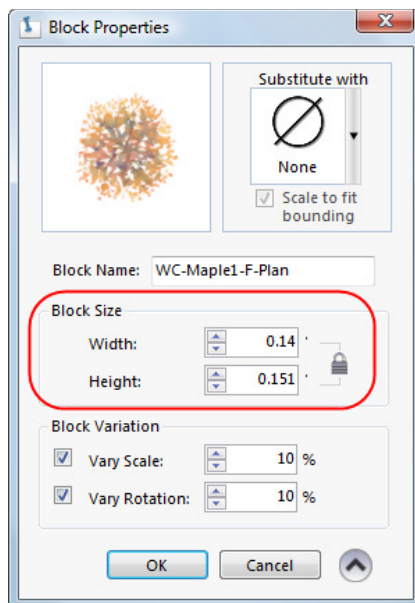 Block Properties
Substitute with
None
Scale to fit
bounding
Block Name: WC-Maple1-F-Plan
Block Size
Width: 0.14 '
Height: 0.151 '
Block Variation
Vary Scale: 10 %
Vary Rotation: 10 %
OK Cancel